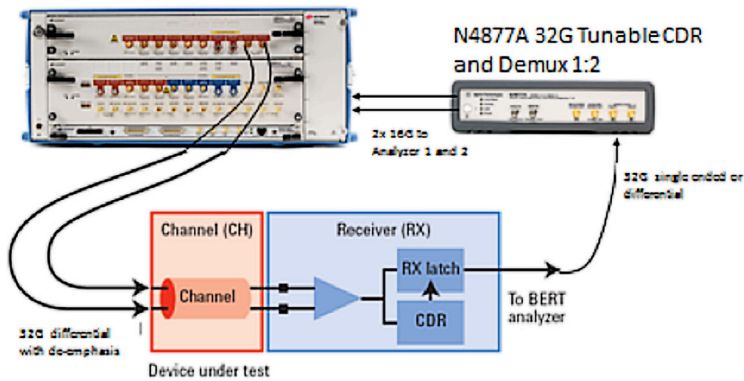 N4877A 32G Tunable CDR
and Demux 1:2
2x 16G to
Analyzer 1 and 2
32G single ended or
differential
Channel (CH)
Receiver (RX)
RX latch
Channel
CDR
To BERT
analyzer
32G differential
with de-emphasis
Device under test